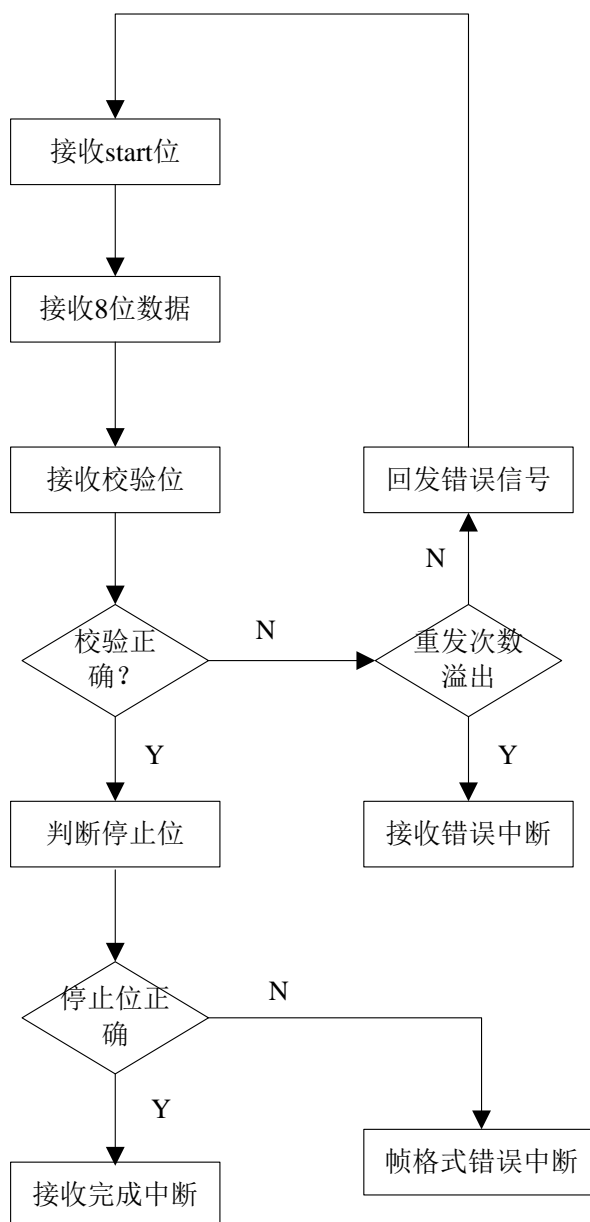 接收start位
接收8位数据
接收校验位
回发错误信号
N
校验正
确?
N
重发次数
溢出
Y
Y
判断停止位
接收错误中断
停止位正
确
N
Y
帧格式错误中断
接收完成中断